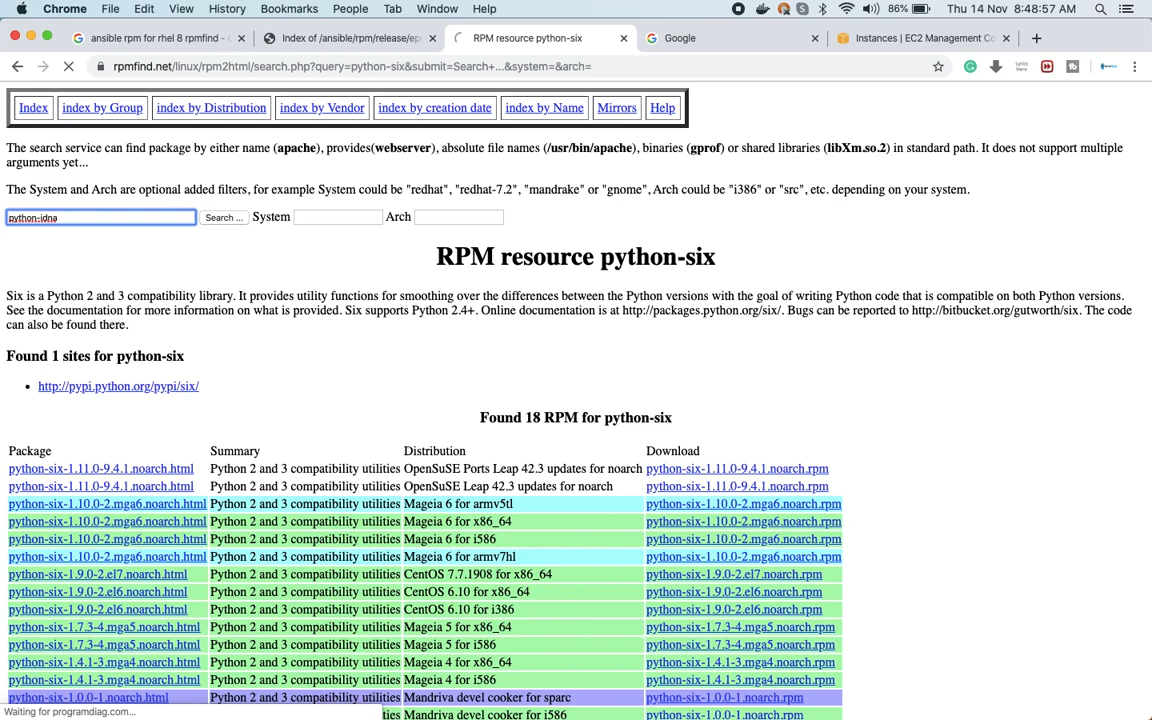 Chrome File Edit View History Bookmarks People Tab Window Help 86% Thu 14 Nov 8:48:57 AM
ansible rpm for rhel 8 rpmfind - Index of /ansible/rpm/release/ep RPM resource python-six Google Instances | EC2 Management Co
rpmfind.net/linux/rpm2html/search.php?query=python-six&submit=Search+...&system=&arch=
Index index by Group index by Distribution index by Vendor index by creation date index by Name Mirrors Help
The search service can find package by either name (apache), provides(webserver), absolute file names (/usr/bin/apache), binaries (gprof) or shared libraries (libXm.so.2) in standard path. It does not support multiple
arguments yet...
The System and Arch are optional added filters, for example System could be "redhat", "redhat-7.2", "mandrake" or "gnome", Arch could be "i386" or "src", etc. depending on your system.
python-idna Search ... System Arch
RPM resource python-six
Six is a Python 2 and 3 compatibility library. It provides utility functions for smoothing over the differences between the Python versions with the goal of writing Python code that is compatible on both Python versions.
See the documentation for more information on what is provided. Six supports Python 2.4+. Online documentation is at http://packages.python.org/six/. Bugs can be reported to http://bitbucket.org/gutworth/six. The code
can also be found there.
Found 1 sites for python-six
• http://pypi.python.org/pypi/six/
Found 18 RPM for python-six
Package Summary Distribution Download
python-six-1.11.0-9.4.1.noarch.html Python 2 and 3 compatibility utilities OpenSuSE Ports Leap 42.3 updates for noarch python-six-1.11.0-9.4.1.noarch.rpm
python-six-1.11.0-9.4.1.noarch.html Python 2 and 3 compatibility utilities OpenSuSE Leap 42.3 updates for noarch python-six-1.11.0-9.4.1.noarch.rpm
python-six-1.10.0-2.mga6.noarch.html Python 2 and 3 compatibility utilities Mageia 6 for armv5tl python-six-1.10.0-2.mga6.noarch.rpm
python-six-1.10.0-2.mga6.noarch.html Python 2 and 3 compatibility utilities Mageia 6 for x86_64 python-six-1.10.0-2.mga6.noarch.rpm
python-six-1.10.0-2.mga6.noarch.html Python 2 and 3 compatibility utilities Mageia 6 for i586 python-six-1.10.0-2.mga6.noarch.rpm
python-six-1.10.0-2.mga6.noarch.html Python 2 and 3 compatibility utilities Mageia 6 for armv7hl python-six-1.10.0-2.mga6.noarch.rpm
python-six-1.9.0-2.el7.noarch.html Python 2 and 3 compatibility utilities CentOS 7.7.1908 for x86_64 python-six-1.9.0-2.el7.noarch.rpm
python-six-1.9.0-2.el6.noarch.html Python 2 and 3 compatibility utilities CentOS 6.10 for x86_64 python-six-1.9.0-2.el6.noarch.rpm
python-six-1.9.0-2.el6.noarch.html Python 2 and 3 compatibility utilities CentOS 6.10 for i386 python-six-1.9.0-2.el6.noarch.rpm
python-six-1.7.3-4.mga5.noarch.html Python 2 and 3 compatibility utilities Mageia 5 for x86_64 python-six-1.7.3-4.mga5.noarch.rpm
python-six-1.7.3-4.mga5.noarch.html Python 2 and 3 compatibility utilities Mageia 5 for i586 python-six-1.7.3-4.mga5.noarch.rpm
python-six-1.4.1-3.mga4.noarch.html Python 2 and 3 compatibility utilities Mageia 4 for x86_64 python-six-1.4.1-3.mga4.noarch.rpm
python-six-1.4.1-3.mga4.noarch.html Python 2 and 3 compatibility utilities Mageia 4 for i586 python-six-1.4.1-3.mga4.noarch.rpm
python-six-1.0.0-1.noarch.html Python 2 and 3 compatibility utilities Mandriva devel cooker for sparc python-six-1.0.0-1.noarch.rpm
Waiting for programdiag.com... ties Mandriva devel cooker for i586 python-six-1.0.0-1.noarch.rpm